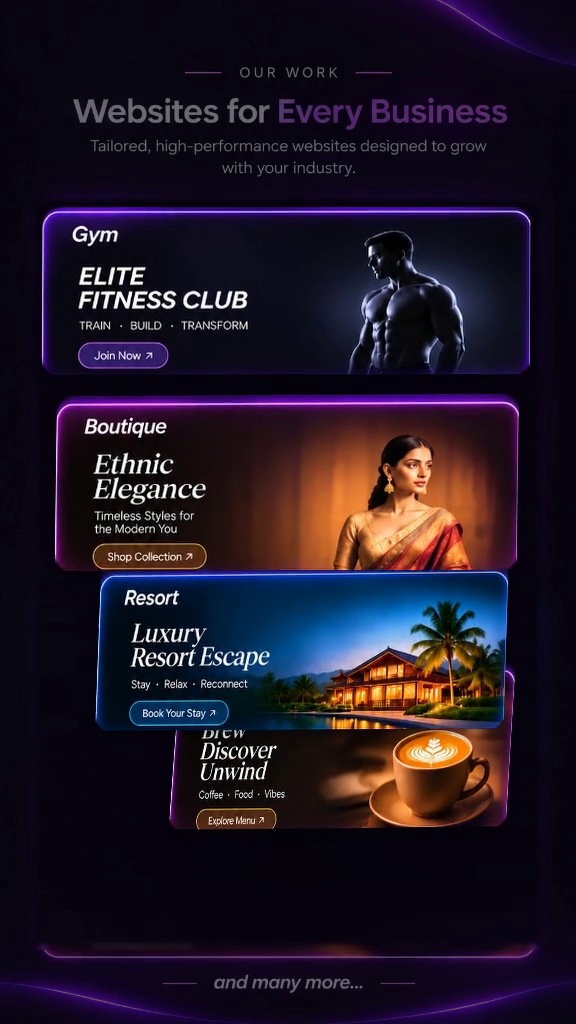 OUR WORK
Websites for Every Business
Tailored, high-performance websites designed to grow
with your industry.
Gym
ELITE
FITNESS CLUB
TRAIN · BUILD · TRANSFORM
Join Now ↗
Boutique
Ethnic
Elegance
Timeless Styles for
the Modern You
Shop Collection ↗
Resort
Luxury
Resort Escape
Stay · Relax · Reconnect
Book Your Stay ↗
Brew
Discover
Unwind
Coffee · Food · Vibes
Explore Menu ↗
and many more...